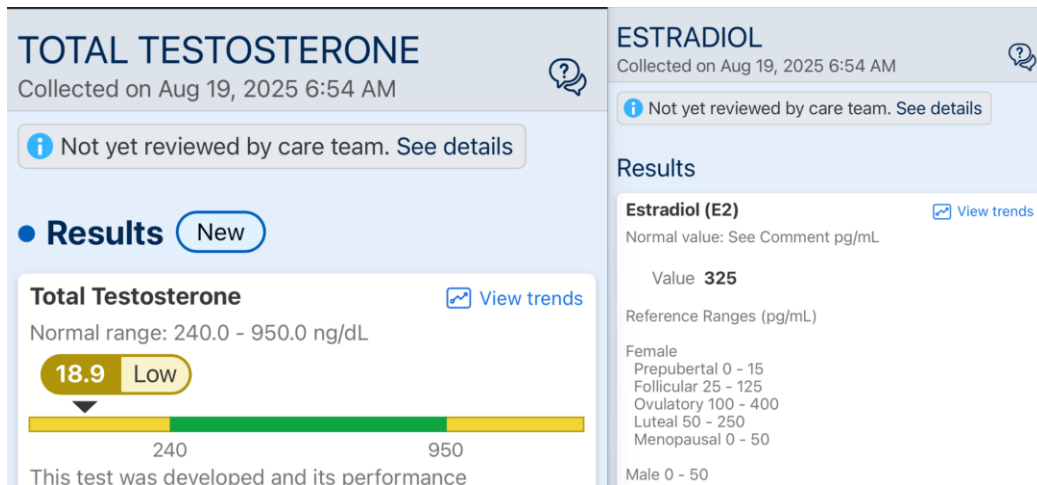 TOTAL TESTOSTERONE
Collected on Aug 19, 2025 6:54 AM
Not yet reviewed by care team. See details
Results New
Total Testosterone View trends
Normal range: 240.0 - 950.0 ng/dL
18.9 Low
240 950
This test was developed and its performance
ESTRADIOL
Collected on Aug 19, 2025 6:54 AM
Not yet reviewed by care team. See details
Results
Estradiol (E2) View trends
Normal value: See Comment pg/mL
Value 325
Reference Ranges (pg/mL)
Female
Prepubertal 0 - 15
Follicular 25 - 125
Ovulatory 100 - 400
Luteal 50 - 250
Menopausal 0 - 50
Male 0 - 50